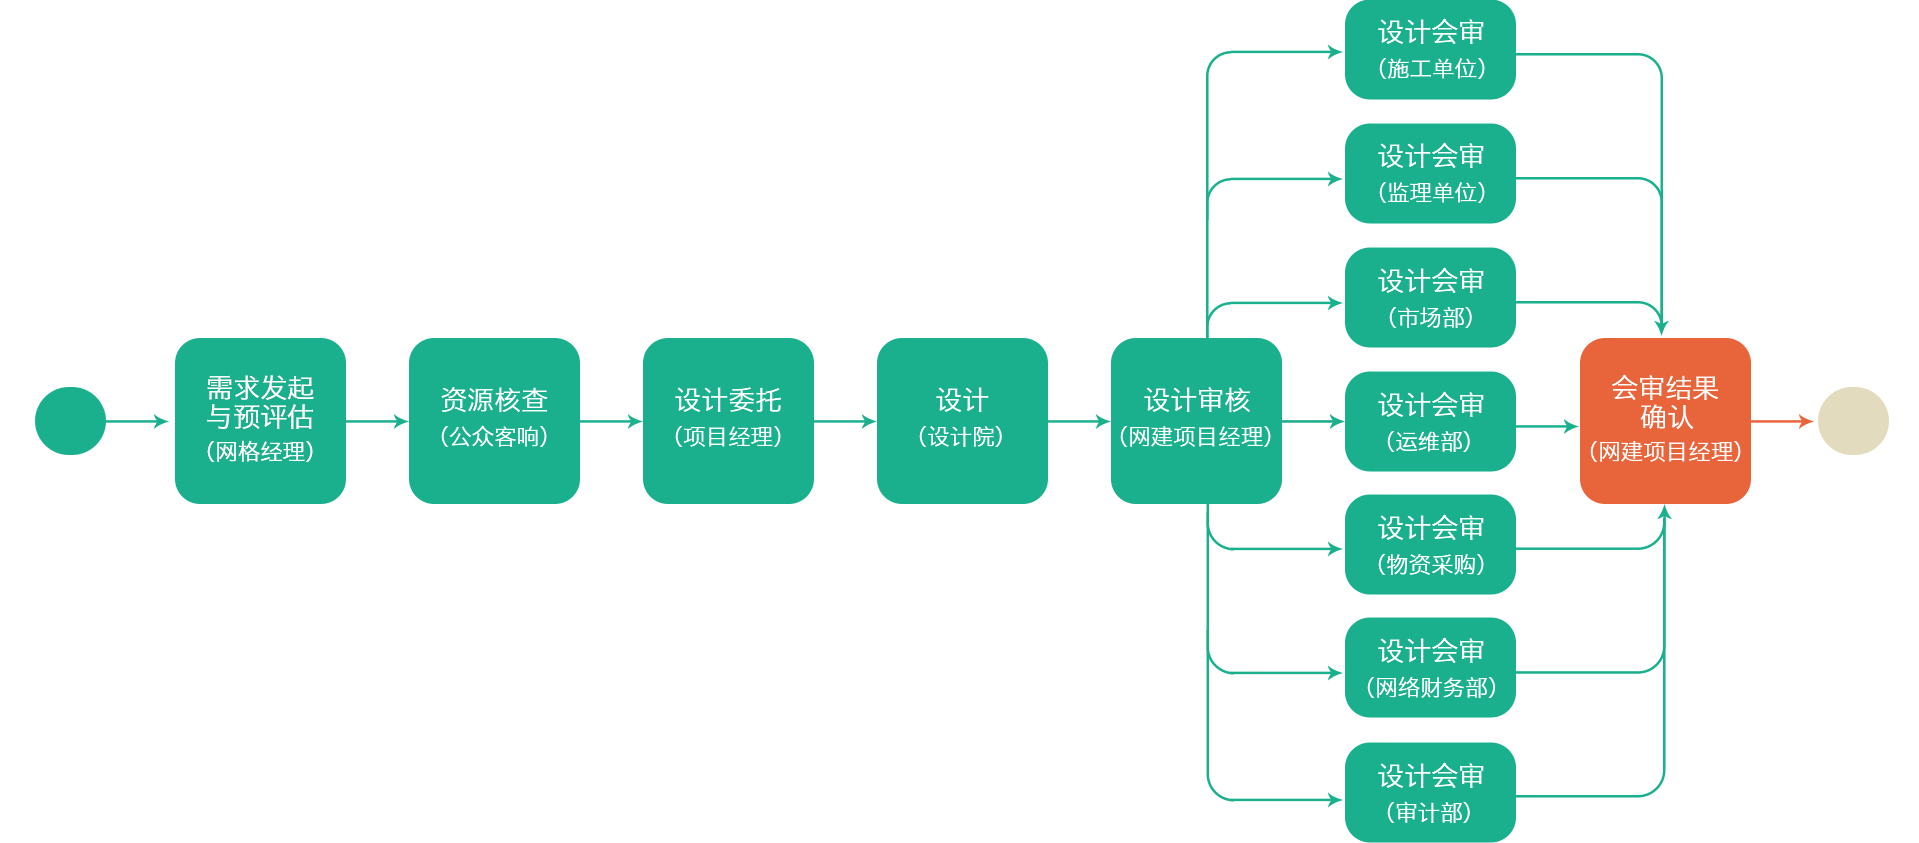 需求发起
与预评估
（网格经理）
资源核查
（公众客响）
设计委托
（项目经理）
设计
（设计院）
设计审核
（网建项目经理）
设计会审
（施工单位）
设计会审
（监理单位）
设计会审
（市场部）
设计会审
（运维部）
设计会审
（物资采购）
设计会审
（网络财务部）
设计会审
（审计部）
会审结果
确认
（网建项目经理）